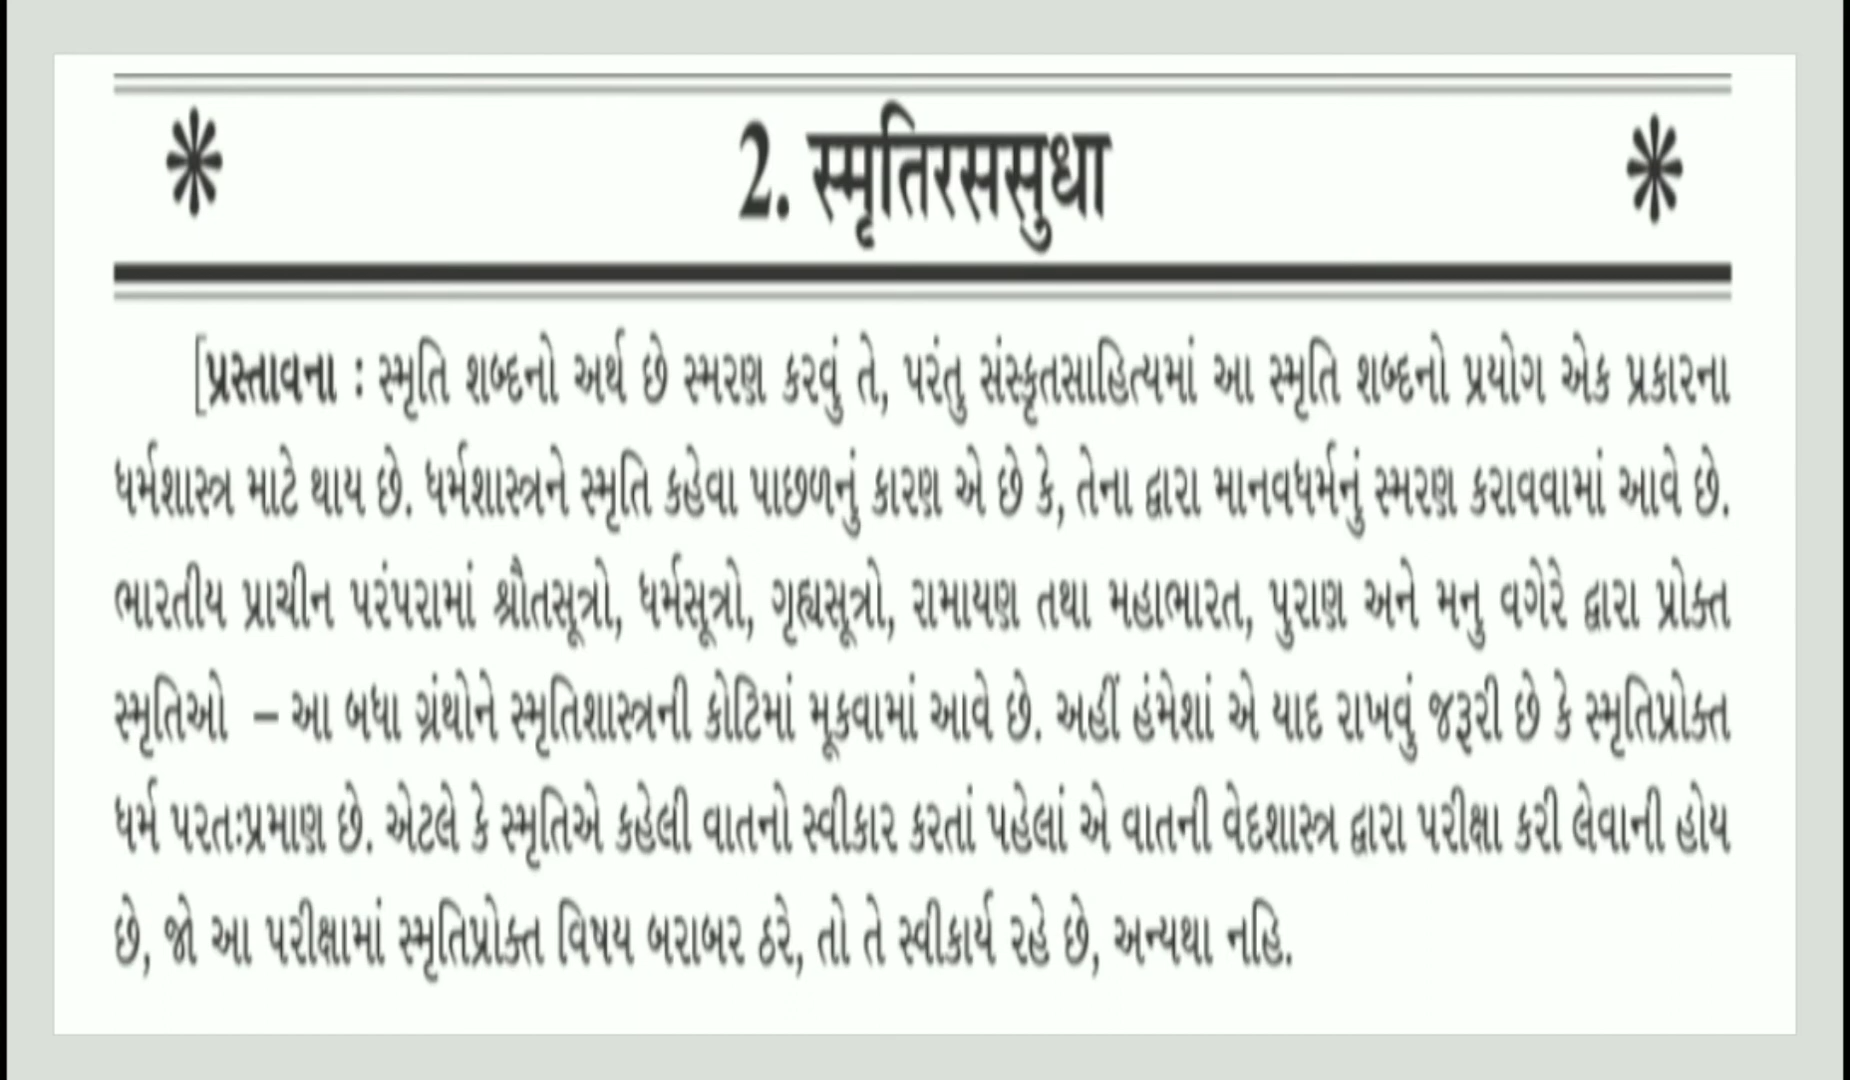 2. स्मृतिरससुधा
[પ્રસ્તાવના : સ્મૃતિ શબ્દનો અર્થ છે સ્મરણ કરવું તે, પરંતુ સંસ્કૃતસાહિત્યમાં આ સ્મૃતિ શબ્દનો પ્રયોગ એક પ્રકારના
ધર્મશાસ્ત્ર માટે થાય છે. ધર્મશાસ્ત્રને સ્મૃતિ કહેવા પાછળનું કારણ એ છે કે, તેના દ્વારા માનવધર્મનું સ્મરણ કરાવવામાં આવે છે.
ભારતીય પ્રાચીન પરંપરામાં શ્રૌતસૂત્રો, ધર્મસૂત્રો, ગૃહ્યસૂત્રો, રામાયણ તથા મહાભારત, પુરાણ અને મનુ વગેરે દ્વારા પ્રોક્ત
સ્મૃતિઓ – આ બધા ગ્રંથોને સ્મૃતિશાસ્ત્રની કોટિમાં મૂકવામાં આવે છે. અહીં હંમેશાં એ યાદ રાખવું જરૂરી છે કે સ્મૃતિપ્રોક્ત
ધર્મ પરતઃપ્રમાણ છે. એટલે કે સ્મૃતિએ કહેલી વાતનો સ્વીકાર કરતાં પહેલાં એ વાતની વેદશાસ્ત્ર દ્વારા પરીક્ષા કરી લેવાની હોય
છે, જો આ પરીક્ષામાં સ્મૃતિપ્રોક્ત વિષય બરાબર ઠરે, તો તે સ્વીકાર્ય રહે છે, અન્યથા નહિ.